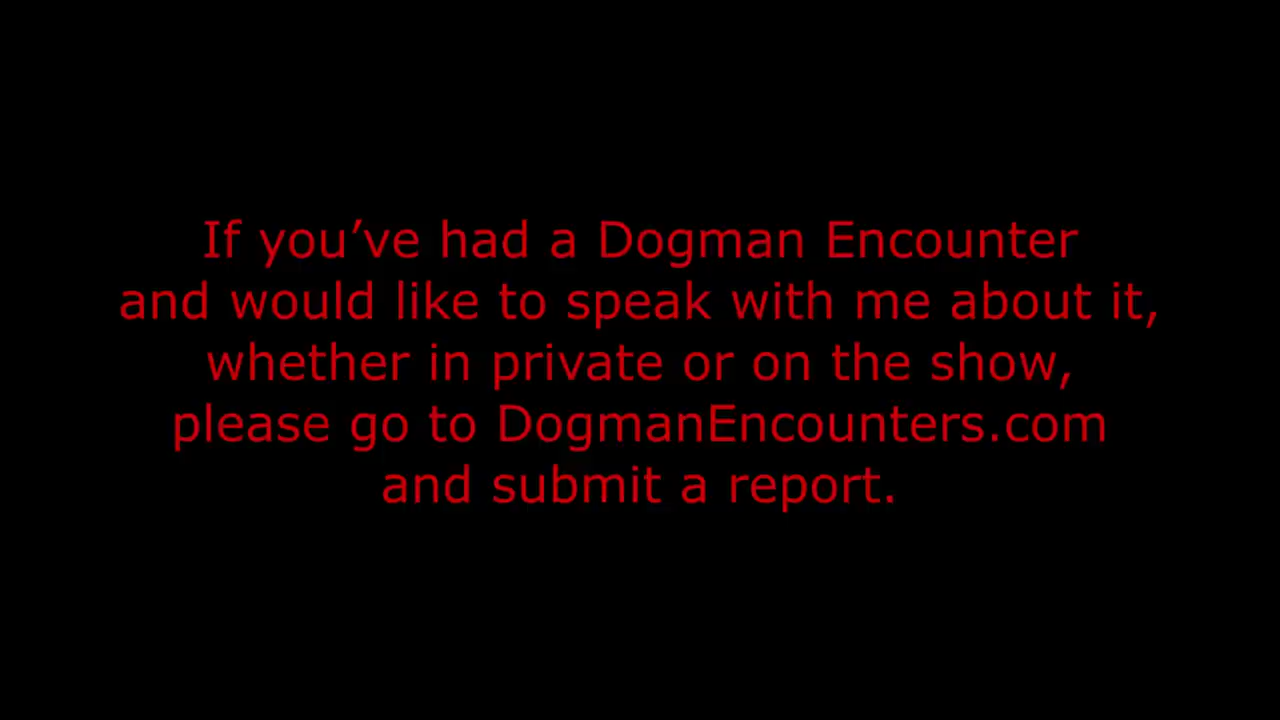 If you’ve had a Dogman Encounter
and would like to speak with me about it,
whether in private or on the show,
please go to DogmanEncounters.com
and submit a report.